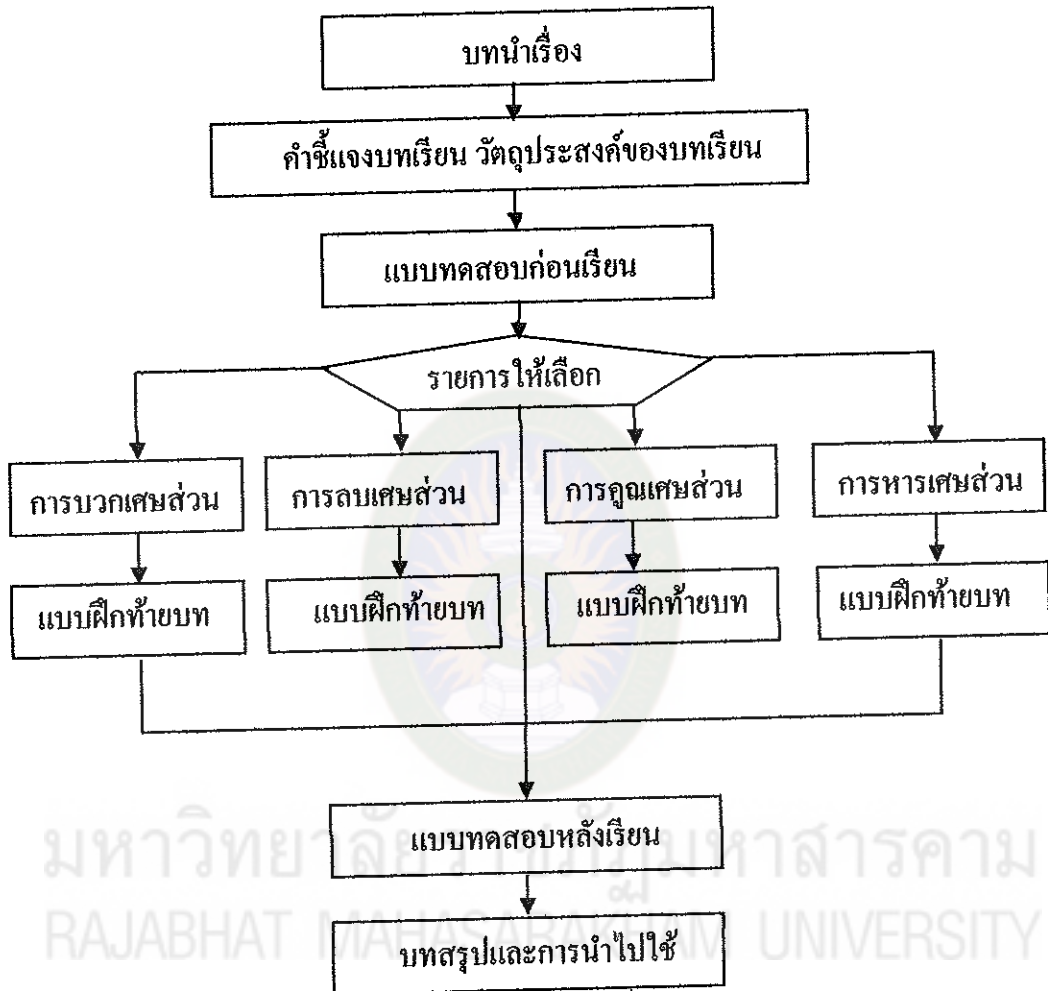 บทนำเรื่อง
คำชี้แจงบทเรียน วัตถุประสงค์ของบทเรียน
แบบทดสอบก่อนเรียน
รายการให้เลือก
การบวกเศษส่วน
การลบเศษส่วน
การคูณเศษส่วน
การหารเศษส่วน
แบบฝึกท้ายบท
แบบฝึกท้ายบท
แบบฝึกท้ายบท
แบบฝึกท้ายบท
แบบทดสอบหลังเรียน
มหาวิทยาลัยราชภัฏมหาสารคาม
RAJABHAT MAHASARAKHAM UNIVERSITY
บทสรุปและการนำไปใช้